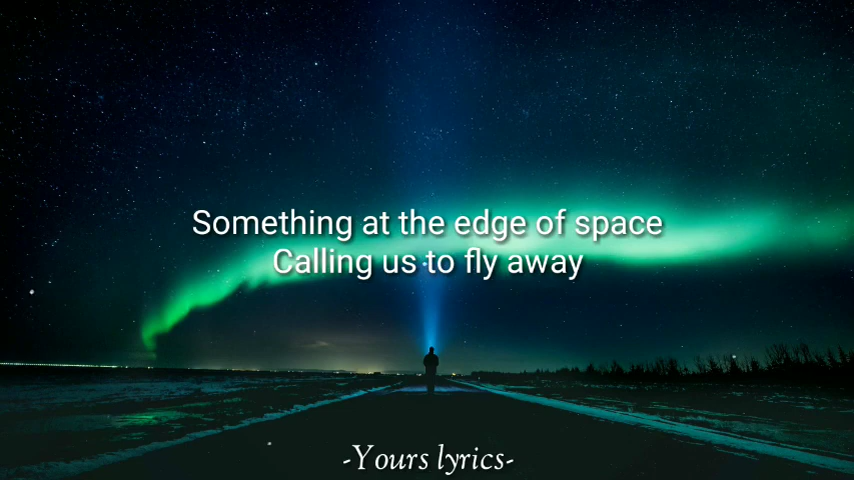 Something at the edge of space
Calling us to fly away
-Yours lyrics-